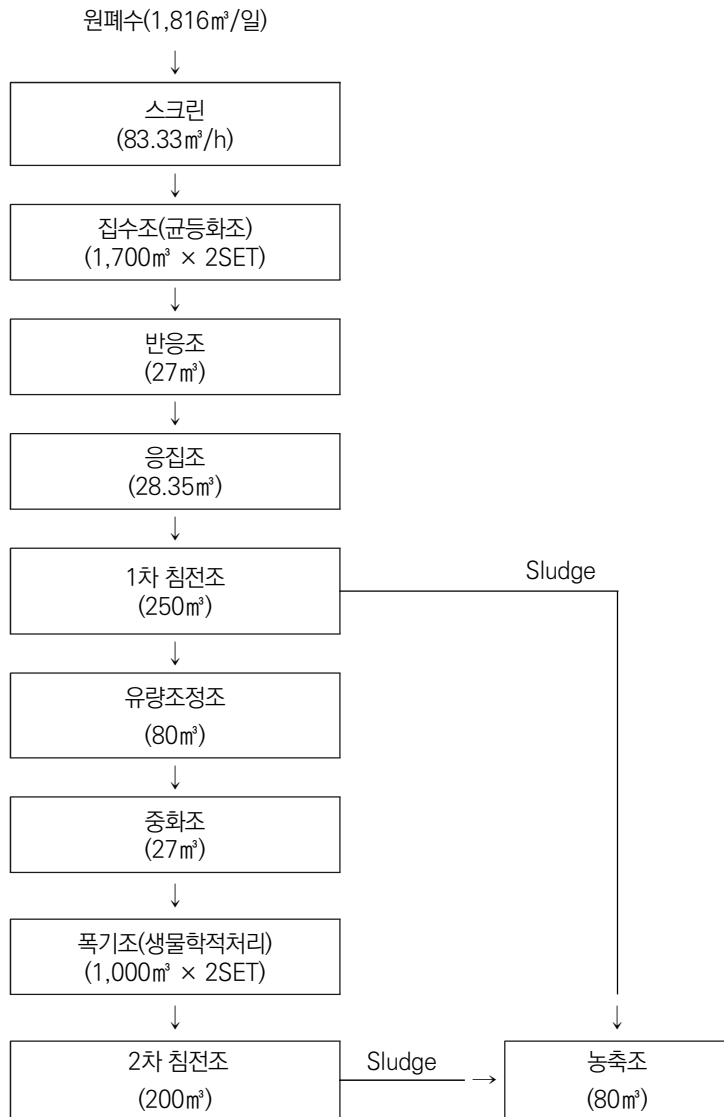 원폐수(1,816㎥/일)
↓
스크린
(83.33㎥/h)
↓
집수조(균등화조)
(1,700㎥ × 2SET)
↓
반응조
(27㎥)
↓
응집조
(28.35㎥)
↓
1차 침전조
(250㎥)
Sludge
↓
유량조정조
(80㎥)
↓
중화조
(27㎥)
↓
폭기조(생물학적처리)
(1,000㎥ × 2SET)
↓
↓
2차 침전조
(200㎥)
Sludge
→
농축조
(80㎥)